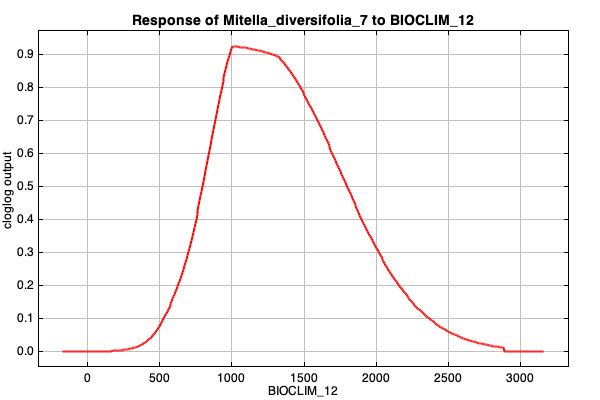 Response of Mitella_diversifolia_7 to BIOCLIM_12
cloglog output
0.9
0.8
0.7
0.6
0.5
0.4
0.3
0.2
0.1
0.0
0 500 1000 1500 2000 2500 3000
BIOCLIM_12